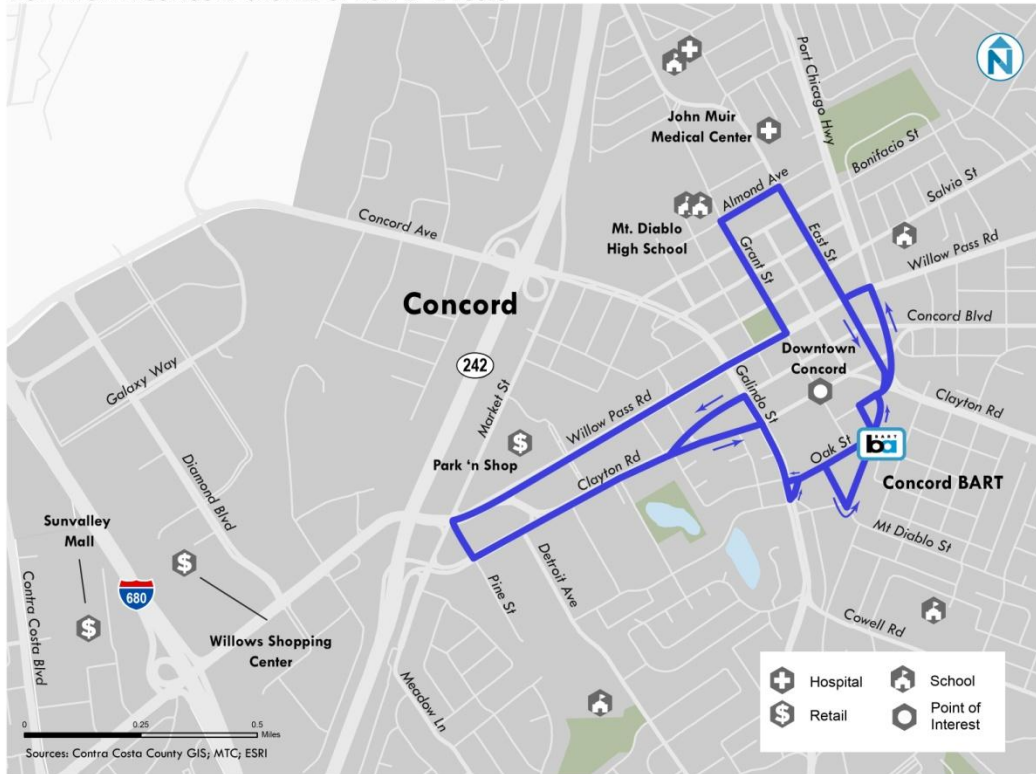 N
Port Chicago Hwy
John Muir
Medical Center
Bonifacio St
Almond Ave
Salvio St
Concord Ave
Mt. Diablo
High School
Grant St
East St
Willow Pass Rd
Concord
Concord Blvd
242
Downtown
Concord
Galaxy Way
Market St
Galindo St
Clayton Rd
Willow Pass Rd
Park 'n Shop
Clayton Rd
Oak St
BART
ba
Concord BART
Diamond Blvd
Sunvalley
Mall
Mt Diablo St
Detroit Ave
Pine St
680
Contra Costa Blvd
Willows Shopping
Center
Cowell Rd
Meadow Ln
Hospital
School
Retail
Point of
Interest
0 0.25 0.5
Miles
Sources: Contra Costa County GIS; MTC; ESRI